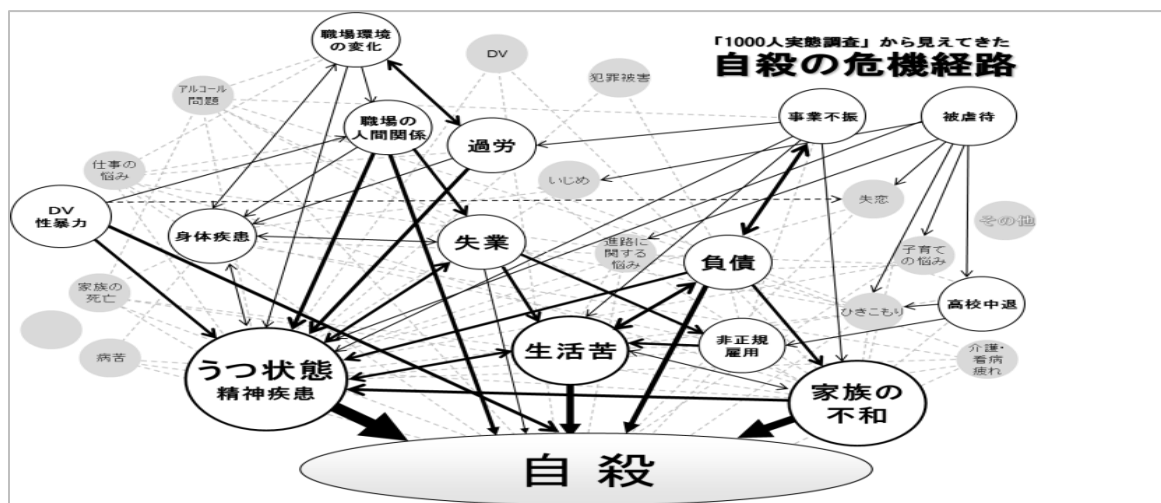 「1000人実態調査」から見えてきた
自殺の危機経路
職場環境
の変化
DV
犯罪被害
アルコール
問題
職場の
人間関係
過労
事業不振
被虐待
仕事の
悩み
いじめ
失恋
DV
性暴力
身体疾患
失業
進路に
関する
悩み
負債
子育て
の悩み
その他
家族の
死亡
ひきこもり
高校中退
病苦
うつ状態
精神疾患
生活苦
非正規
雇用
家族の
不和
介護・
看病
疲れ
自殺